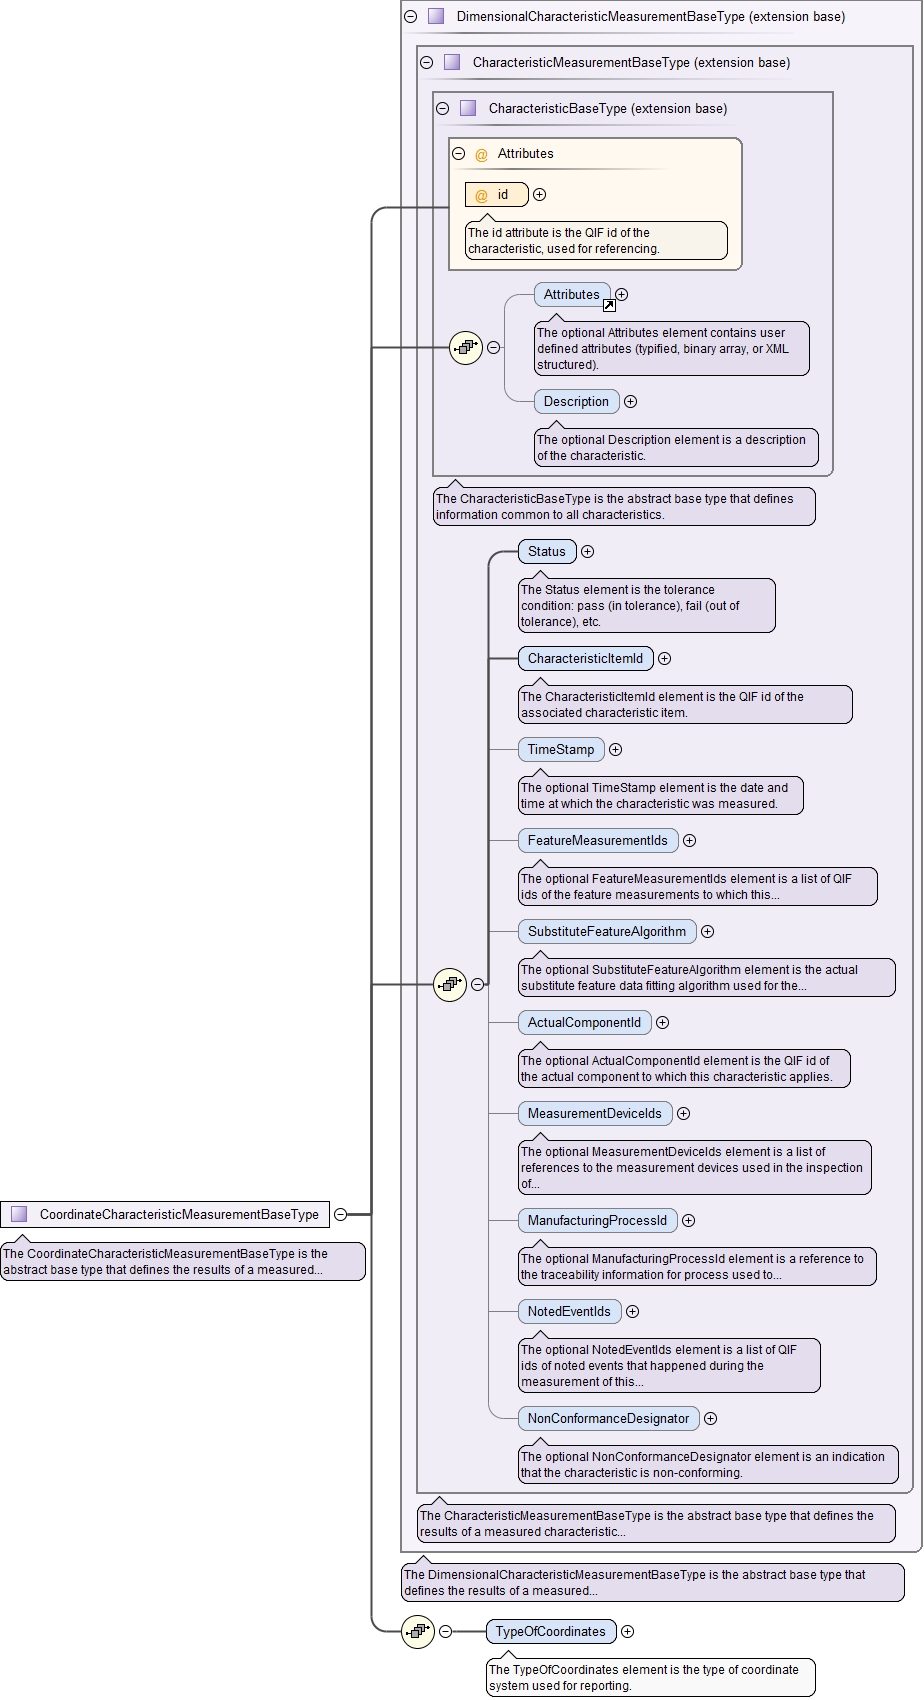 DimensionalCharacteristicMeasurementBaseType (extension base)
CharacteristicMeasurementBaseType (extension base)
CharacteristicBaseType (extension base)
@ Attributes
@ id
The id attribute is the QIF id of the
characteristic, used for referencing.
Attributes
The optional Attributes element contains user
defined attributes (typified, binary array, or XML
structured).
Description
The optional Description element is a description
of the characteristic.
The CharacteristicBaseType is the abstract base type that defines
information common to all characteristics.
Status
The Status element is the tolerance
condition: pass (in tolerance), fail (out of
tolerance), etc.
CharacteristicItemId
The CharacteristicItemId element is the QIF id of the
associated characteristic item.
TimeStamp
The optional TimeStamp element is the date and
time at which the characteristic was measured.
FeatureMeasurementIds
The optional FeatureMeasurementIds element is a list of QIF
ids of the feature measurements to which this...
SubstituteFeatureAlgorithm
The optional SubstituteFeatureAlgorithm element is the actual
substitute feature data fitting algorithm used for the...
ActualComponentId
The optional ActualComponentId element is the QIF id of
the actual component to which this characteristic applies.
MeasurementDeviceIds
The optional MeasurementDeviceIds element is a list of
references to the measurement devices used in the inspection
of...
CoordinateCharacteristicMeasurementBaseType
The CoordinateCharacteristicMeasurementBaseType is the
abstract base type that defines the results of a measured...
ManufacturingProcessId
The optional ManufacturingProcessId element is a reference to
the traceability information for process used to...
NotedEventIds
The optional NotedEventIds element is a list of QIF
ids of noted events that happened during the
measurement of this...
NonConformanceDesignator
The optional NonConformanceDesignator element is an indication
that the characteristic is non-conforming.
The CharacteristicMeasurementBaseType is the abstract base type that defines the
results of a measured characteristic...
The DimensionalCharacteristicMeasurementBaseType is the abstract base type that
defines the results of a measured...
TypeOfCoordinates
The TypeOfCoordinates element is the type of coordinate
system used for reporting.